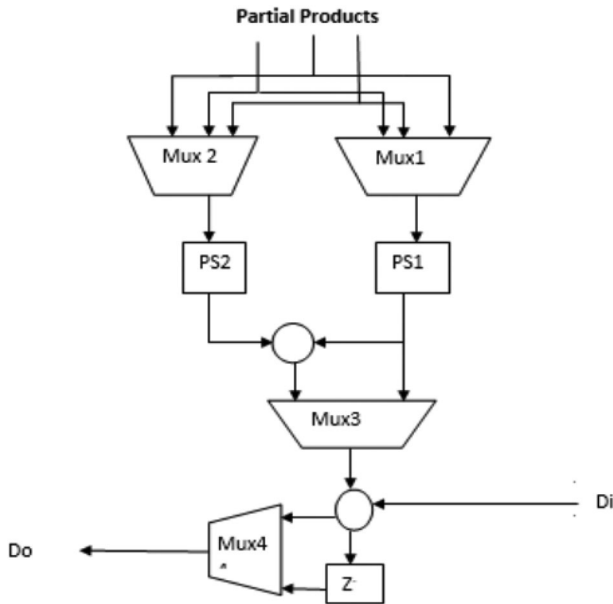 Partial Products
Mux 2
Mux1
PS2
PS1
Mux3
Di
Do
Mux4
Z